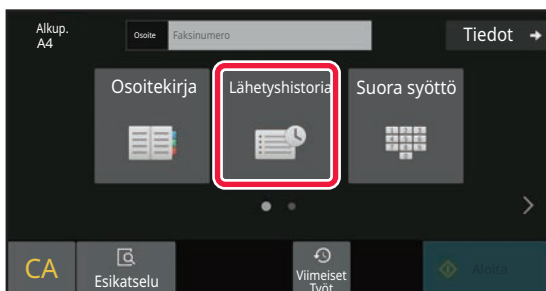 Alkup.
A4
Osoite
Faksinumero
Tiedot
Osoitekirja
Lähetyshistoria
Suora syöttö
CA
Esikatselu
Viimeiset
Työt
Aloita